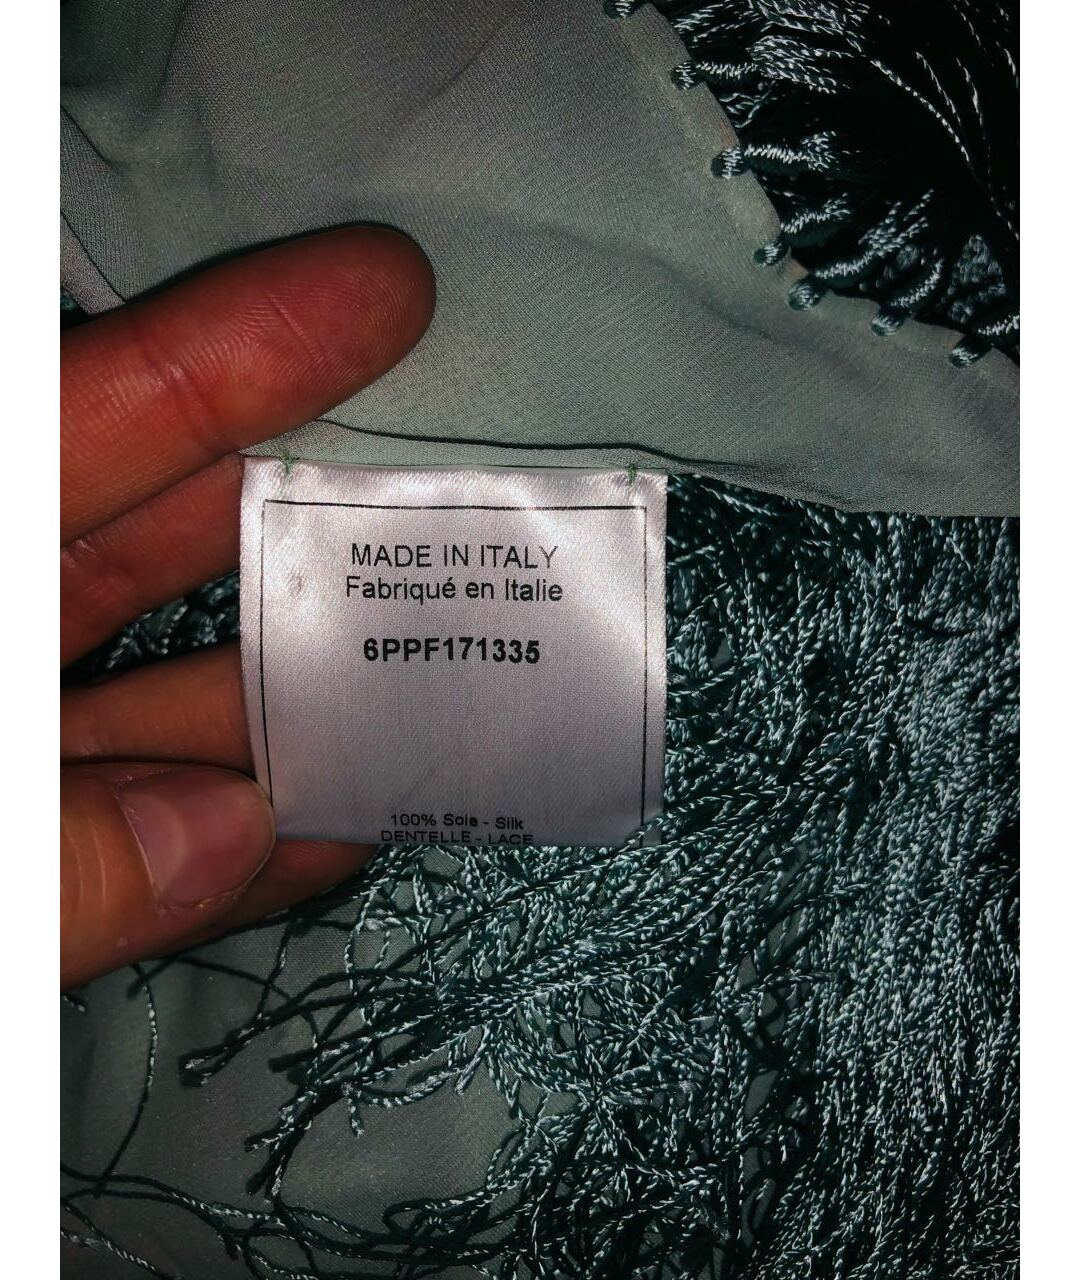 MADE IN ITALY
Fabriqué en Italie
6PPF171335
100% Soie - Silk
DENTELLE - LACE